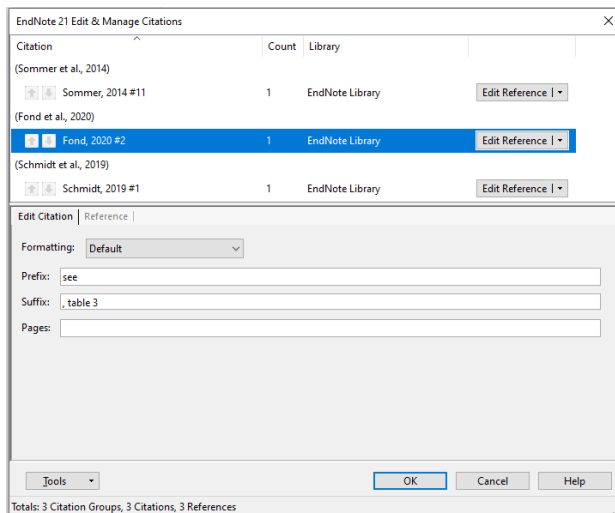 EndNote 21 Edit & Manage Citations
Citation Count Library
(Sommer et al., 2014)
Sommer, 2014 #11 1 EndNote Library Edit Reference
(Fond et al., 2020)
Fond, 2020 #2 1 EndNote Library Edit Reference
(Schmidt et al., 2019)
Schmidt, 2019 #1 1 EndNote Library Edit Reference
Edit Citation Reference
Formatting: Default
Prefix: see
Suffix: , table 3
Pages:
Tools OK Cancel Help
Totals: 3 Citation Groups, 3 Citations, 3 References